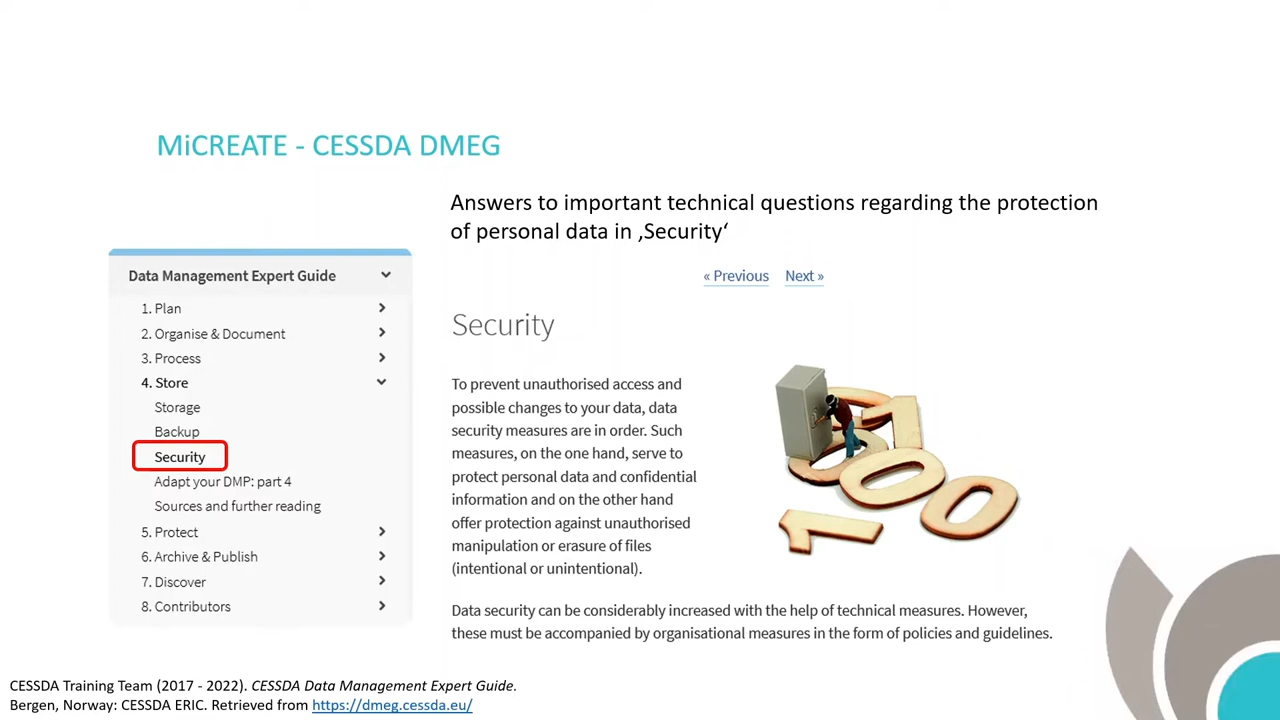 MiCREATE - CESSDA DMEG
Answers to important technical questions regarding the protection
of personal data in ‚Security‘
Data Management Expert Guide
1. Plan
2. Organise & Document
3. Process
4. Store
Storage
Backup
Security
Adapt your DMP: part 4
Sources and further reading
5. Protect
6. Archive & Publish
7. Discover
8. Contributors
« Previous Next »
Security
To prevent unauthorised access and
possible changes to your data, data
security measures are in order. Such
measures, on the one hand, serve to
protect personal data and confidential
information and on the other hand
offer protection against unauthorised
manipulation or erasure of files
(intentional or unintentional).
Data security can be considerably increased with the help of technical measures. However,
these must be accompanied by organisational measures in the form of policies and guidelines.
CESSDA Training Team (2017 - 2022). CESSDA Data Management Expert Guide.
Bergen, Norway: CESSDA ERIC. Retrieved from https://dmeg.cessda.eu/